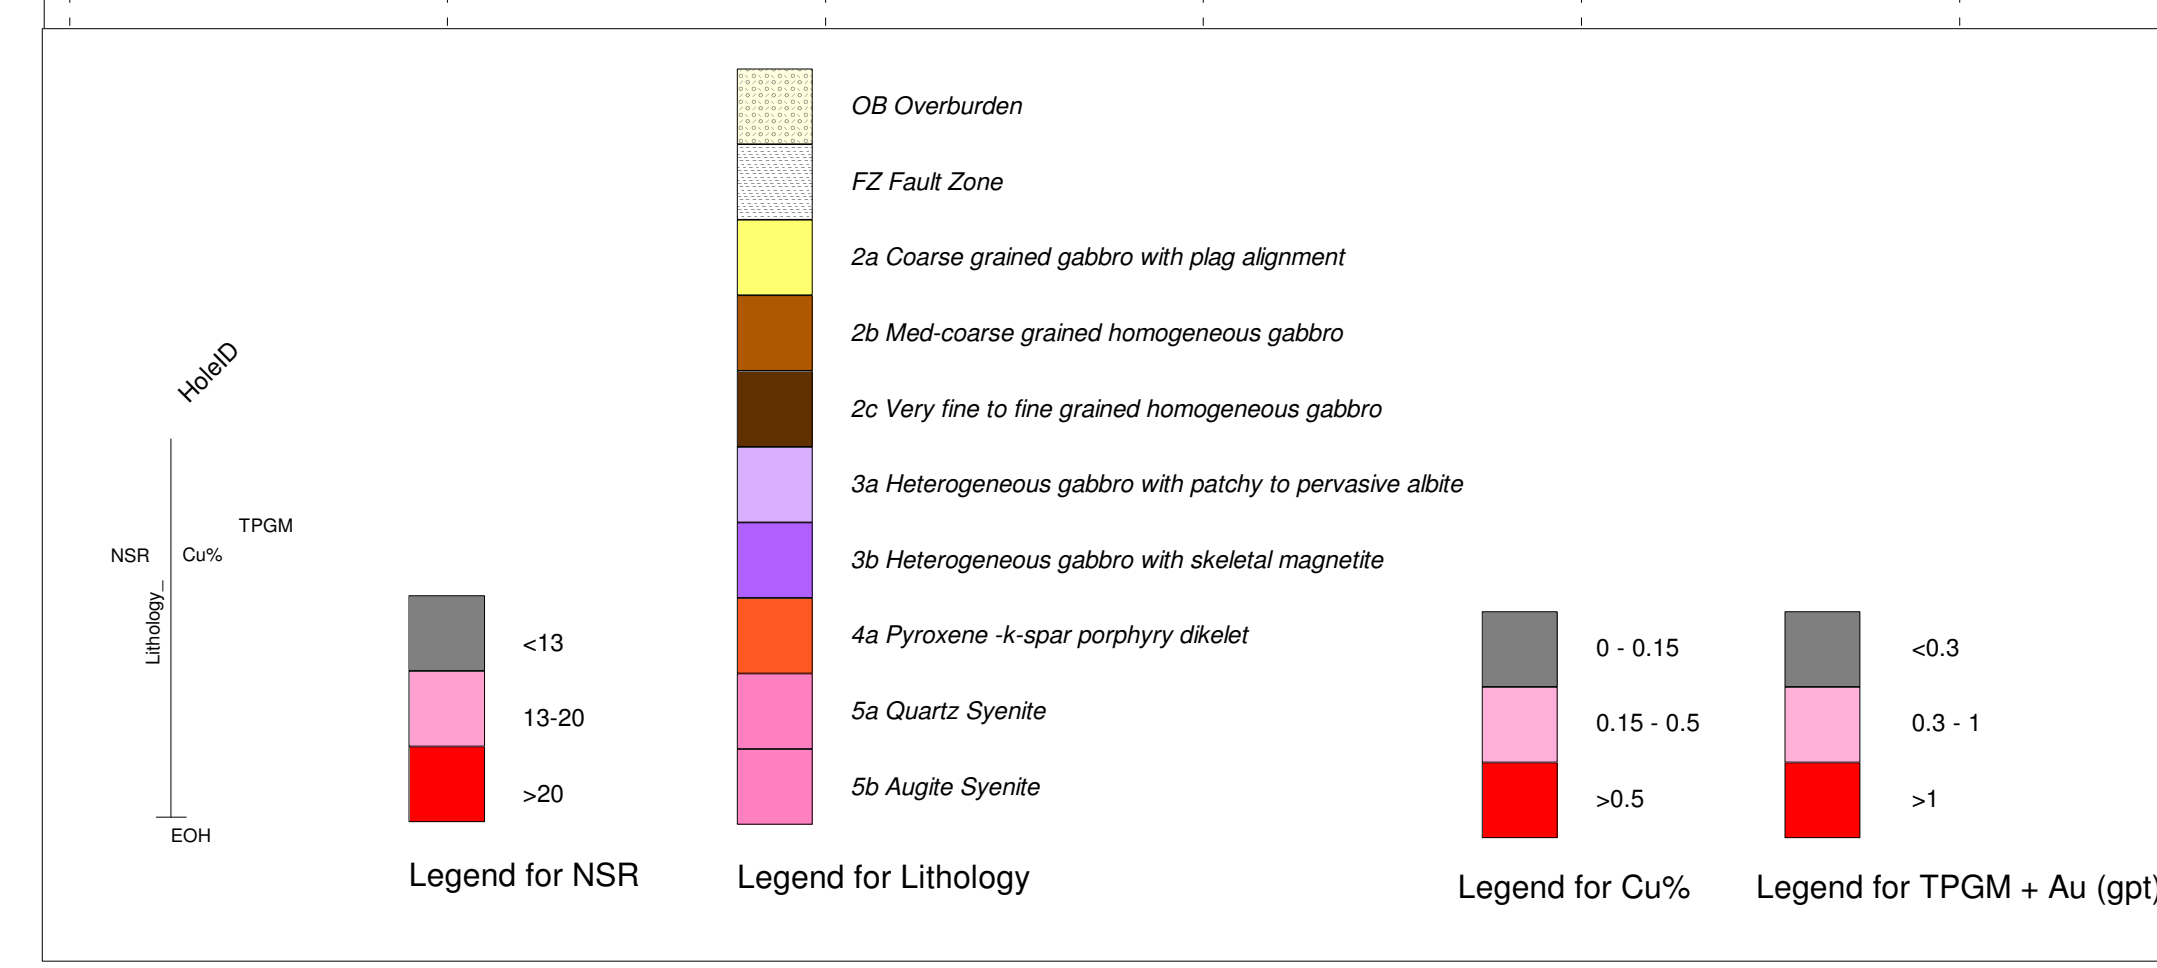 HoleID
TPGM
NSR
Cu%
Lithology_
EOH
<13
13-20
>20
Legend for NSR
OB Overburden
FZ Fault Zone
2a Coarse grained gabbro with plag alignment
2b Med-coarse grained homogeneous gabbro
2c Very fine to fine grained homogeneous gabbro
3a Heterogeneous gabbro with patchy to pervasive albite
3b Heterogeneous gabbro with skeletal magnetite
4a Pyroxene -k-spar porphyry dikelet
5a Quartz Syenite
5b Augite Syenite
Legend for Lithology
0 - 0.15
0.15 - 0.5
>0.5
Legend for Cu%
<0.3
0.3 - 1
>1
Legend for TPGM + Au (gpt)